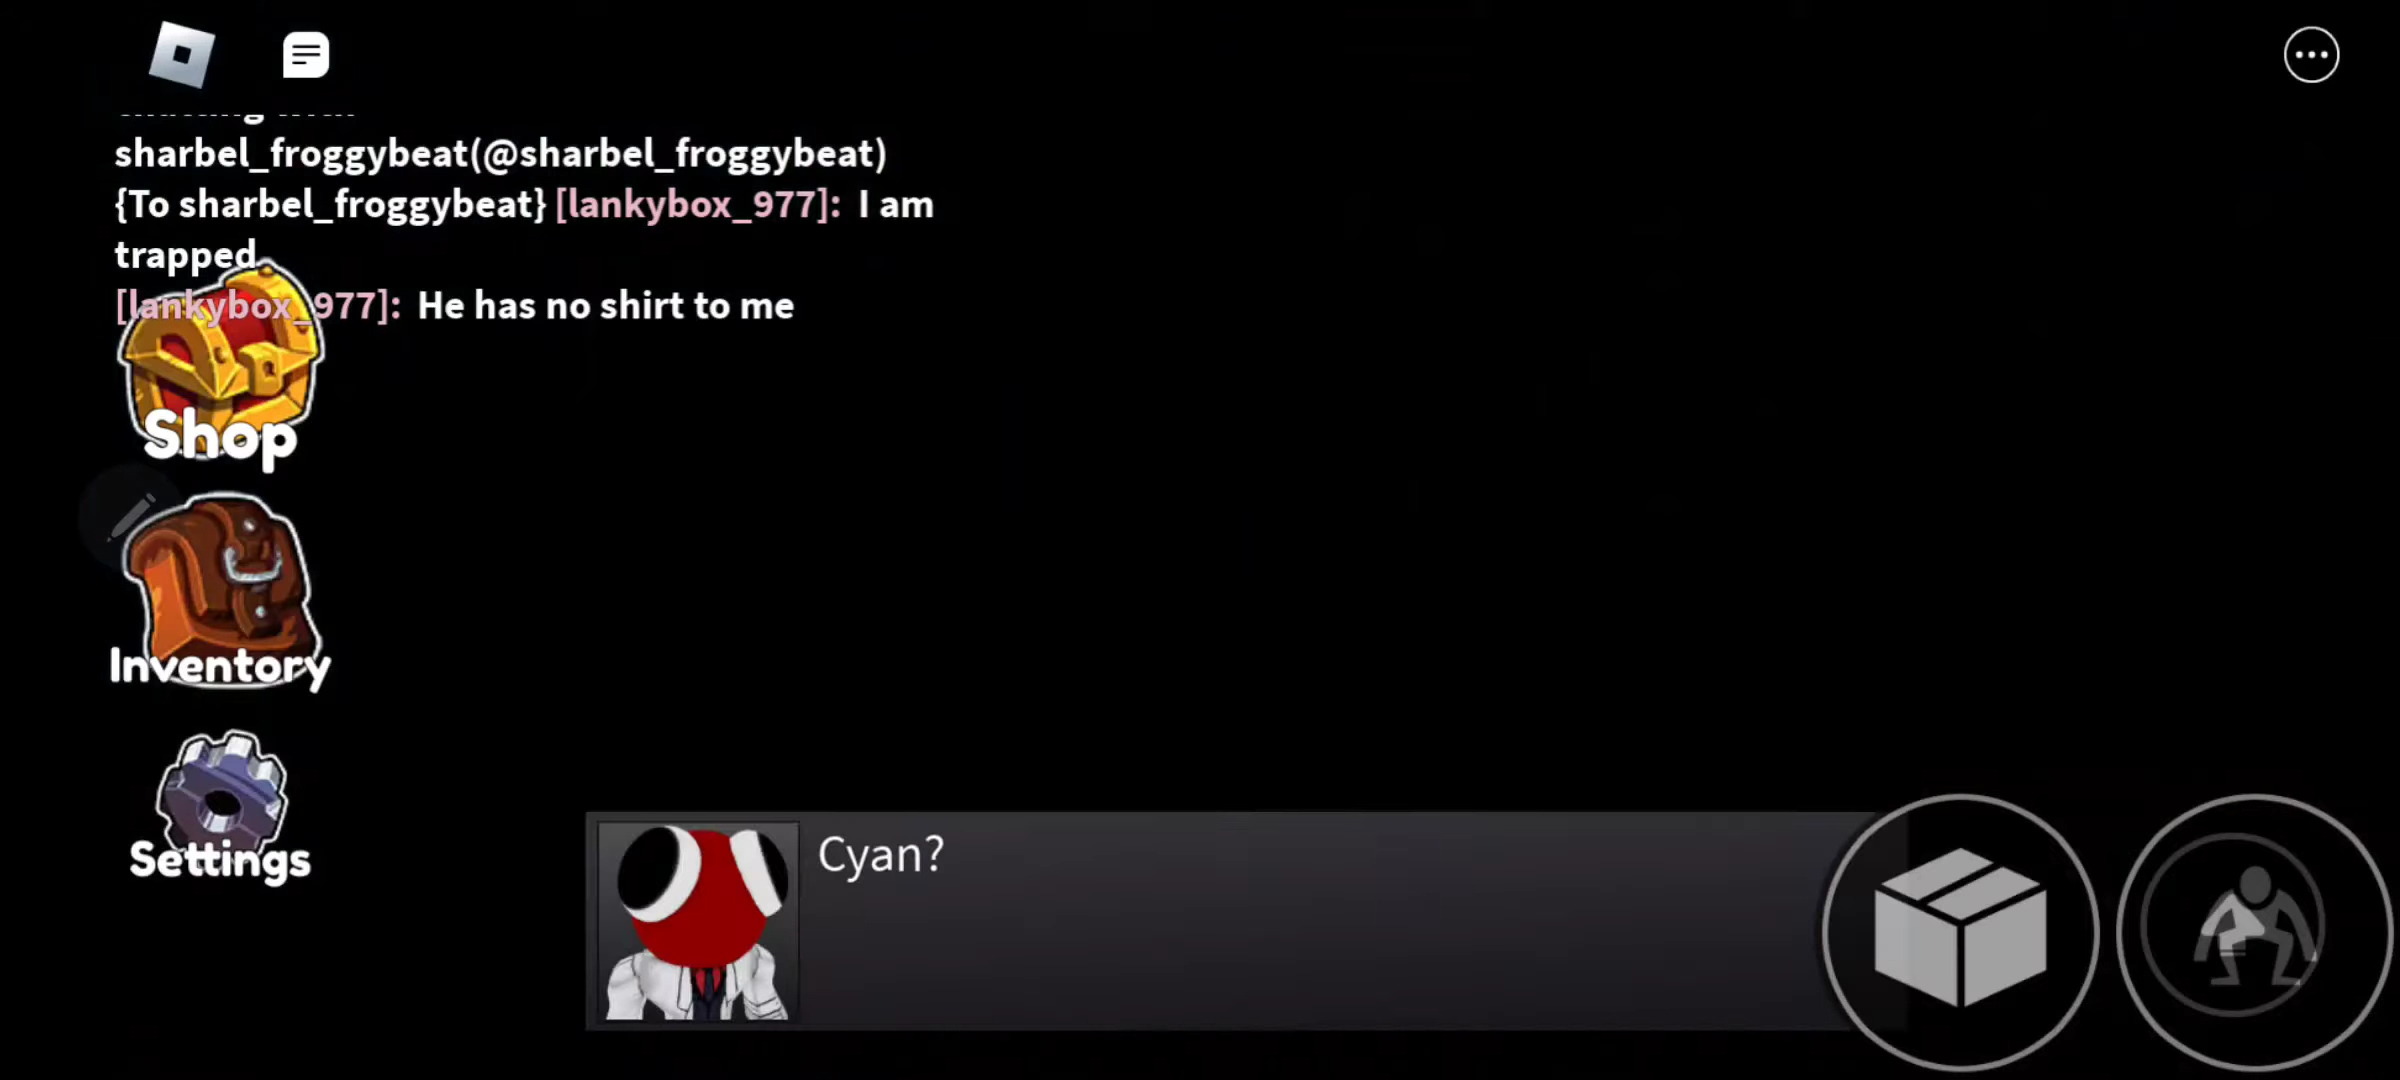 sharbel_froggybeat(@sharbel_froggybeat)
{To sharbel_froggybeat} [lankybox_977]: I am
trapped
[lankybox_977]: He has no shirt to me
Shop
Inventory
Settings
Cyan?